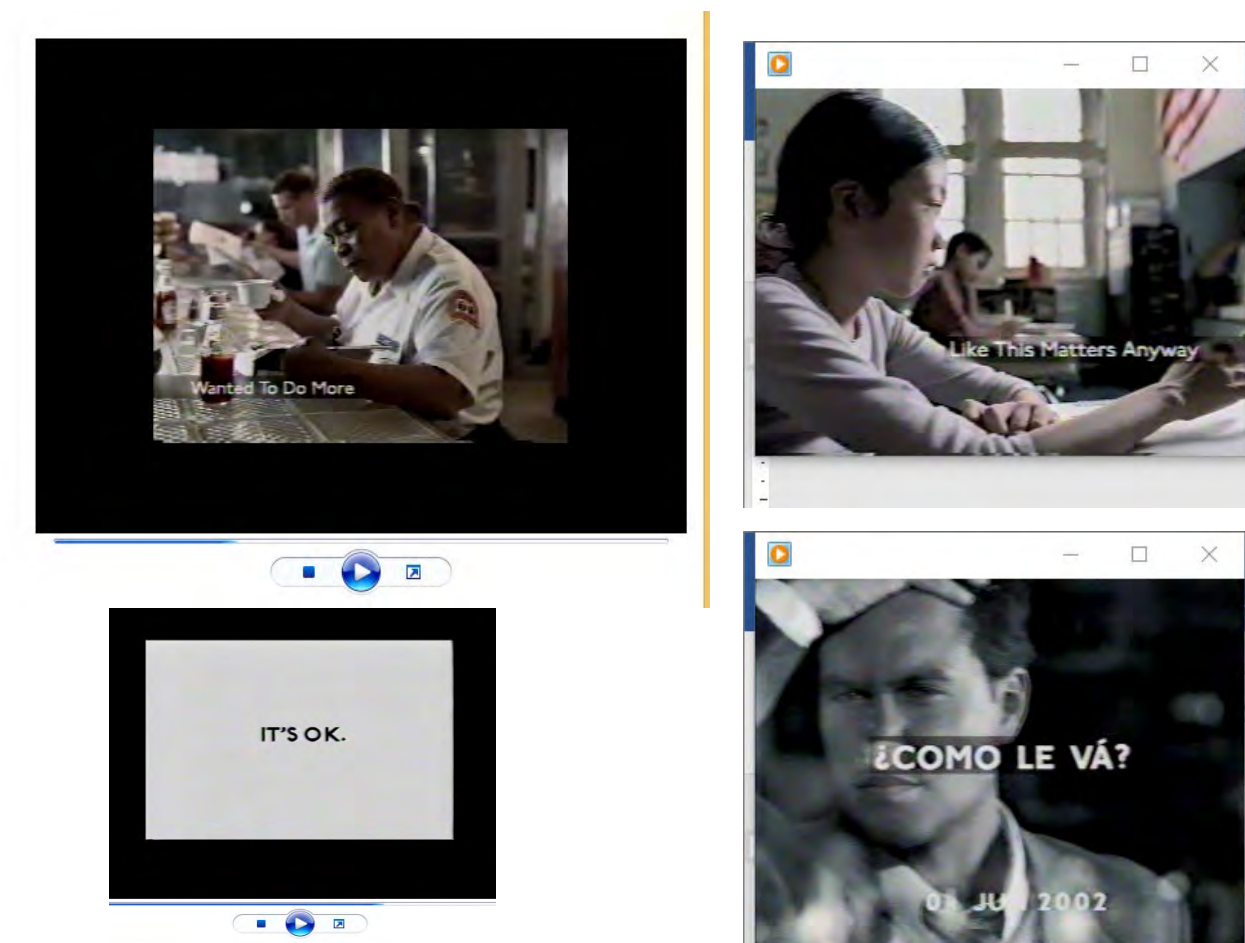 Wanted To Do More
Like This Matters Anyway
IT'S OK.
¿COMO LE VÁ?
2002